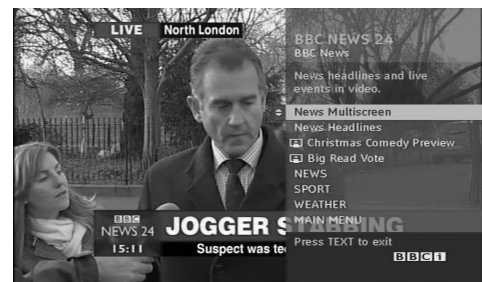 LIVE
North London
BBC NEWS 24
BBC News
News headlines and live
events in video.
News Multiscreen
News Headlines
Christmas Comedy Preview
Big Read Vote
NEWS
SPORT
WEATHER
MAIN MENU
Press TEXT to exit
BBCi
BBC
NEWS 24
15:11
JOGGER STABBING
Suspect was